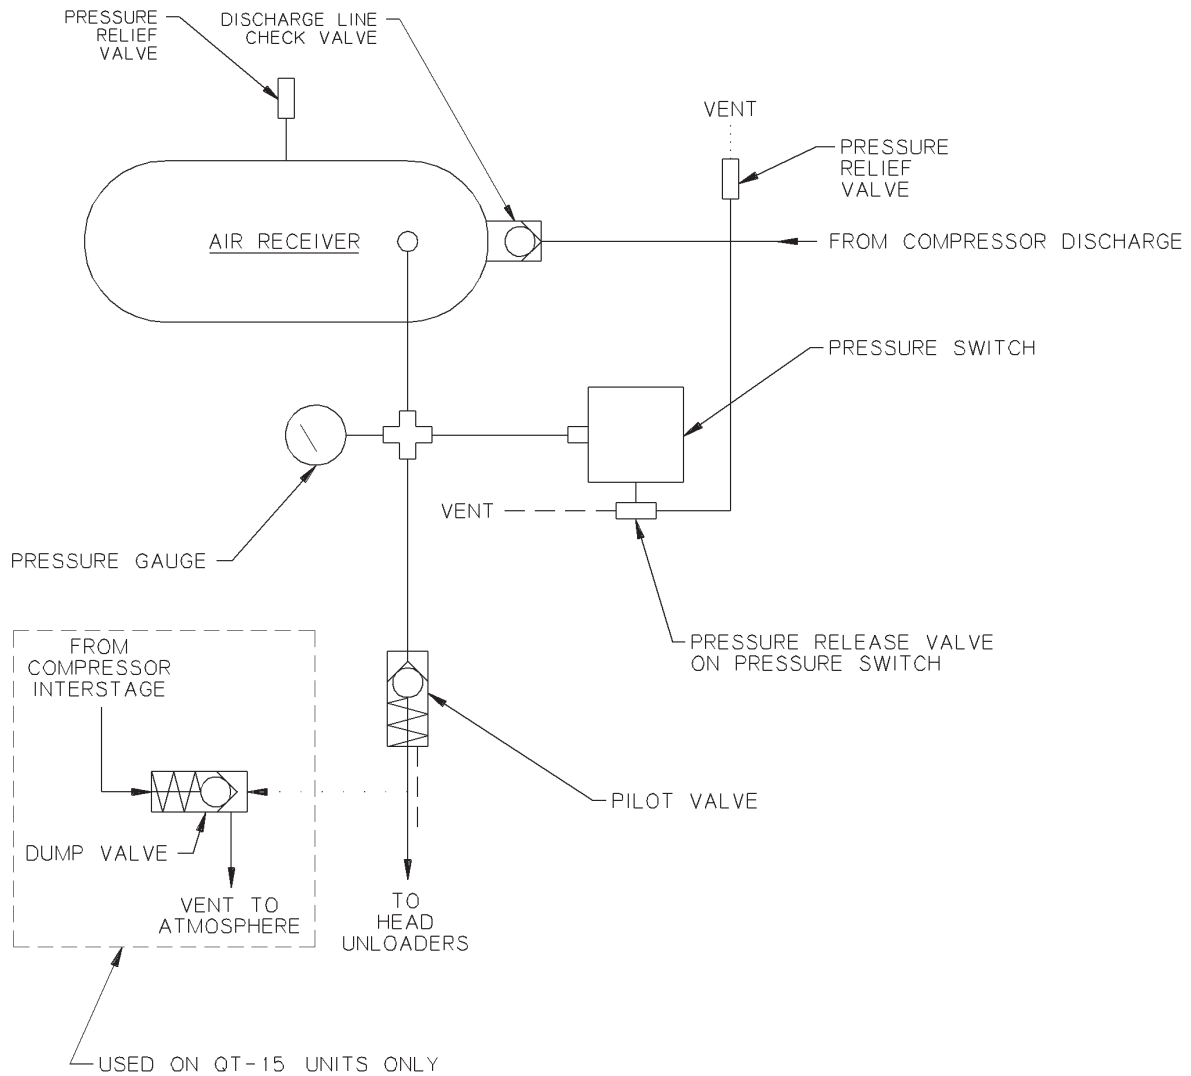 PRESSURE
RELIEF
VALVE
DISCHARGE LINE
CHECK VALVE
VENT
PRESSURE
RELIEF
VALVE
AIR RECEIVER
FROM COMPRESSOR DISCHARGE
PRESSURE SWITCH
VENT
PRESSURE GAUGE
PRESSURE RELEASE VALVE
ON PRESSURE SWITCH
FROM
COMPRESSOR
INTERSTAGE
PILOT VALVE
DUMP VALVE
VENT TO
ATMOSPHERE
TO
HEAD
UNLOADERS
USED ON QT-15 UNITS ONLY